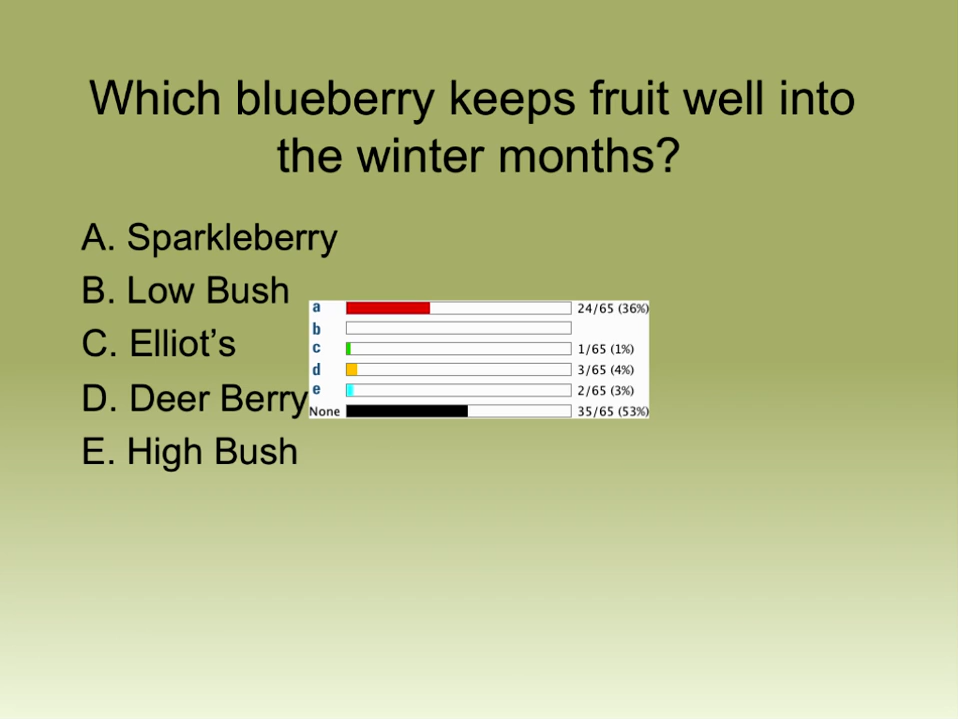 Which blueberry keeps fruit well into
the winter months?
A. Sparkleberry
B. Low Bush
C. Elliot’s
D. Deer Berry
E. High Bush
a 24/65 (36%)
b
c 1/65 (1%)
d 3/65 (4%)
e 2/65 (3%)
None 35/65 (53%)